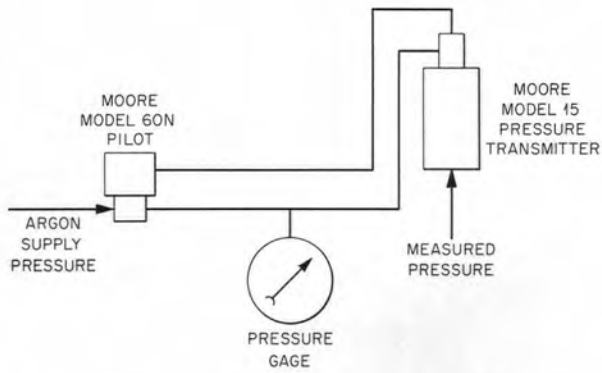 MOORE
MODEL 60N
PILOT
MOORE
MODEL 15
PRESSURE
TRANSMITTER
ARGON
SUPPLY
PRESSURE
MEASURED
PRESSURE
PRESSURE
GAGE